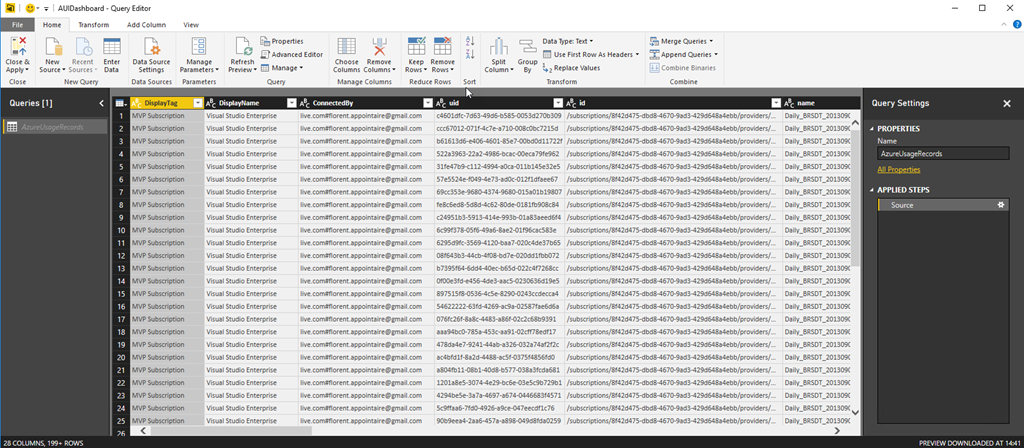 AUIDashboard - Query Editor
File Home Transform Add Column View
Close & Apply New Source Recent Sources Enter Data Data Source Settings Manage Parameters Refresh Preview Properties Advanced Editor Manage Choose Columns Remove Columns Keep Rows Remove Rows Split Column Group By Data Type: Text Use First Row As Headers Replace Values Merge Queries Append Queries Combine Binaries
Close New Query Data Sources Parameters Query Manage Columns Reduce Rows Sort Transform Combine
Queries [1]
AzureUsageRecords
DisplayTag DisplayName ConnectedBy uid id name
1 MVP Subscription Visual Studio Enterprise live.com#florent.appointaire@gmail.com c4601dfc-7d63-49d6-b585-0053d270b309 /subscriptions/8f42d475-dbd8-4670-9ad3-429d648a4ebb/providers/... Daily_BRSDT_2013090
2 MVP Subscription Visual Studio Enterprise live.com#florent.appointaire@gmail.com ccc67012-071f-4c7e-a710-008c0bc7215d /subscriptions/8f42d475-dbd8-4670-9ad3-429d648a4ebb/providers/... Daily_BRSDT_2013090
3 MVP Subscription Visual Studio Enterprise live.com#florent.appointaire@gmail.com b61613d6-e406-4601-85e7-00bd0d11722f /subscriptions/8f42d475-dbd8-4670-9ad3-429d648a4ebb/providers/... Daily_BRSDT_2013090
4 MVP Subscription Visual Studio Enterprise live.com#florent.appointaire@gmail.com 522a3963-22a2-4986-bcac-00eca79fe962 /subscriptions/8f42d475-dbd8-4670-9ad3-429d648a4ebb/providers/... Daily_BRSDT_2013090
5 MVP Subscription Visual Studio Enterprise live.com#florent.appointaire@gmail.com 31fe47b9-c112-4994-a0ca-011b145e32e5 /subscriptions/8f42d475-dbd8-4670-9ad3-429d648a4ebb/providers/... Daily_BRSDT_2013090
6 MVP Subscription Visual Studio Enterprise live.com#florent.appointaire@gmail.com 57e5524e-f049-4e73-ad0c-012f1dfaee67 /subscriptions/8f42d475-dbd8-4670-9ad3-429d648a4ebb/providers/... Daily_BRSDT_2013090
7 MVP Subscription Visual Studio Enterprise live.com#florent.appointaire@gmail.com 69cc353e-9680-4374-9680-015a01b19807 /subscriptions/8f42d475-dbd8-4670-9ad3-429d648a4ebb/providers/... Daily_BRSDT_2013090
8 MVP Subscription Visual Studio Enterprise live.com#florent.appointaire@gmail.com fe8c6ed8-5d8d-4c62-80de-0181fb908c84 /subscriptions/8f42d475-dbd8-4670-9ad3-429d648a4ebb/providers/... Daily_BRSDT_2013090
9 MVP Subscription Visual Studio Enterprise live.com#florent.appointaire@gmail.com c24951b3-5913-414e-993b-01a83aeed6f4 /subscriptions/8f42d475-dbd8-4670-9ad3-429d648a4ebb/providers/... Daily_BRSDT_2013090
10 MVP Subscription Visual Studio Enterprise live.com#florent.appointaire@gmail.com 6c99f378-05f6-49a6-8ae2-01f96cac583e /subscriptions/8f42d475-dbd8-4670-9ad3-429d648a4ebb/providers/... Daily_BRSDT_2013090
11 MVP Subscription Visual Studio Enterprise live.com#florent.appointaire@gmail.com 6295d9fc-3569-4120-baa7-020c4de37b65 /subscriptions/8f42d475-dbd8-4670-9ad3-429d648a4ebb/providers/... Daily_BRSDT_2013090
12 MVP Subscription Visual Studio Enterprise live.com#florent.appointaire@gmail.com 08f643b3-44cb-4f08-bd7e-020dd1fbb072 /subscriptions/8f42d475-dbd8-4670-9ad3-429d648a4ebb/providers/... Daily_BRSDT_2013090
13 MVP Subscription Visual Studio Enterprise live.com#florent.appointaire@gmail.com b7395f64-6dd4-40ec-b65d-022c4f7268cc /subscriptions/8f42d475-dbd8-4670-9ad3-429d648a4ebb/providers/... Daily_BRSDT_2013090
14 MVP Subscription Visual Studio Enterprise live.com#florent.appointaire@gmail.com 0f00e3fd-e456-4de3-aac5-0230636d19e5 /subscriptions/8f42d475-dbd8-4670-9ad3-429d648a4ebb/providers/... Daily_BRSDT_2013090
15 MVP Subscription Visual Studio Enterprise live.com#florent.appointaire@gmail.com 897515f8-0536-4c5e-8290-0243ccdecca4 /subscriptions/8f42d475-dbd8-4670-9ad3-429d648a4ebb/providers/... Daily_BRSDT_2013090
16 MVP Subscription Visual Studio Enterprise live.com#florent.appointaire@gmail.com 54622222-63fd-4269-ac9a-02587fae6d6a /subscriptions/8f42d475-dbd8-4670-9ad3-429d648a4ebb/providers/... Daily_BRSDT_2013090
17 MVP Subscription Visual Studio Enterprise live.com#florent.appointaire@gmail.com 076fc26f-8a8c-4483-a86f-02c2c68b9391 /subscriptions/8f42d475-dbd8-4670-9ad3-429d648a4ebb/providers/... Daily_BRSDT_2013090
18 MVP Subscription Visual Studio Enterprise live.com#florent.appointaire@gmail.com aaa94bc0-785a-453c-aa91-02cff78edf17 /subscriptions/8f42d475-dbd8-4670-9ad3-429d648a4ebb/providers/... Daily_BRSDT_2013090
19 MVP Subscription Visual Studio Enterprise live.com#florent.appointaire@gmail.com 478da4e7-9241-44ab-a326-032a74af2f2c /subscriptions/8f42d475-dbd8-4670-9ad3-429d648a4ebb/providers/... Daily_BRSDT_2013090
20 MVP Subscription Visual Studio Enterprise live.com#florent.appointaire@gmail.com ac4bfd1f-8a2d-4488-ac5f-0375f4856fd0 /subscriptions/8f42d475-dbd8-4670-9ad3-429d648a4ebb/providers/... Daily_BRSDT_2013090
21 MVP Subscription Visual Studio Enterprise live.com#florent.appointaire@gmail.com a804fb11-08b1-40d8-b577-038a3fcda681 /subscriptions/8f42d475-dbd8-4670-9ad3-429d648a4ebb/providers/... Daily_BRSDT_2013090
22 MVP Subscription Visual Studio Enterprise live.com#florent.appointaire@gmail.com 1201a8e5-3074-4e29-bc6e-03e5c9b729b1 /subscriptions/8f42d475-dbd8-4670-9ad3-429d648a4ebb/providers/... Daily_BRSDT_2013090
23 MVP Subscription Visual Studio Enterprise live.com#florent.appointaire@gmail.com 4294be5e-3a7a-4697-a674-0446683f4571 /subscriptions/8f42d475-dbd8-4670-9ad3-429d648a4ebb/providers/... Daily_BRSDT_2013090
24 MVP Subscription Visual Studio Enterprise live.com#florent.appointaire@gmail.com 5c9ffaa6-7fd0-4926-a9ce-047eecdf1c76 /subscriptions/8f42d475-dbd8-4670-9ad3-429d648a4ebb/providers/... Daily_BRSDT_2013090
25 MVP Subscription Visual Studio Enterprise live.com#florent.appointaire@gmail.com 90b9eea4-2aa6-457a-a898-049d8fda0259 /subscriptions/8f42d475-dbd8-4670-9ad3-429d648a4ebb/providers/... Daily_BRSDT_2013090
26
Query Settings
PROPERTIES
Name
AzureUsageRecords
All Properties
APPLIED STEPS
Source
28 COLUMNS, 199+ ROWS
PREVIEW DOWNLOADED AT 14:41